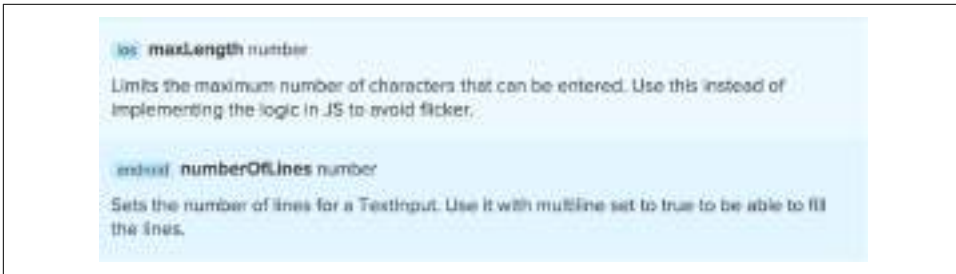 ios maxLength number
Limits the maximum number of characters that can be entered. Use this instead of
implementing the logic in JS to avoid flicker.
android numberOfLines number
Sets the number of lines for a TextInput. Use it with multiline set to true to be able to fill
the lines.